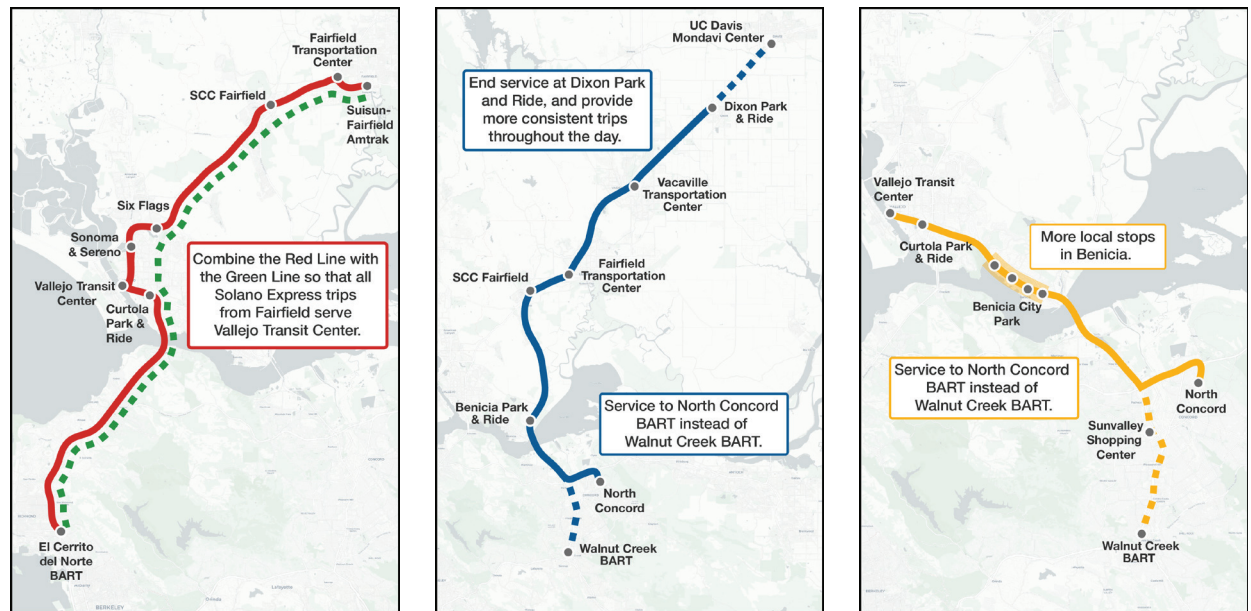 Fairfield
Transportation
Center
SCC Fairfield
Suisun-
Fairfield
Amtrak
Six Flags
Sonoma
& Sereno
Combine the Red Line with
the Green Line so that all
Solano Express trips
from Fairfield serve
Vallejo Transit Center.
Vallejo Transit
Center
Curtola
Park &
Ride
El Cerrito
del Norte
BART
BERKELEY
Orinda
Lafayette
UC Davis
Mondavi Center
End service at Dixon Park
and Ride, and provide
more consistent trips
throughout the day.
Dixon Park
& Ride
Vacaville
Transportation
Center
Fairfield
Transportation
Center
SCC Fairfield
Benicia Park
& Ride
Service to North Concord
BART instead of
Walnut Creek BART.
North
Concord
Walnut Creek
BART
Vallejo Transit
Center
Curtola Park
& Ride
More local stops
in Benicia.
Benicia City
Park
Service to North Concord
BART instead of
Walnut Creek BART.
North
Concord
Sunvalley
Shopping
Center
Walnut Creek
BART
BERKELEY